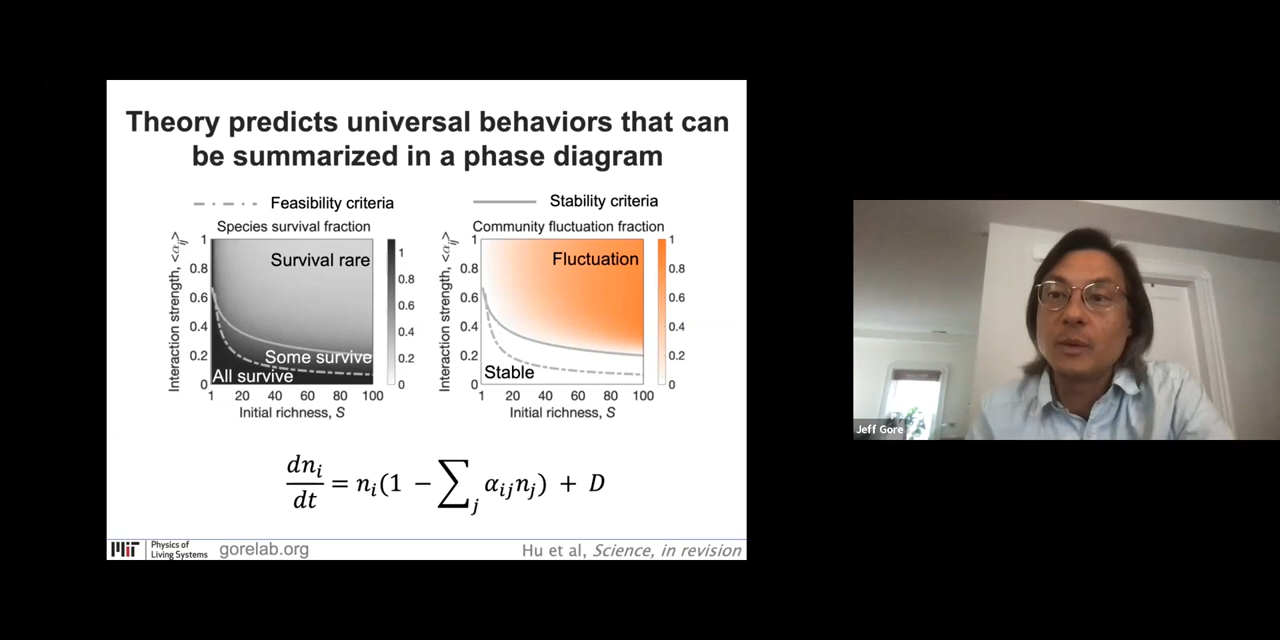 Theory predicts universal behaviors that can
be summarized in a phase diagram
Feasibility criteria
Species survival fraction
Interaction strength, <αij>
1
0.8
0.6
0.4
0.2
0
Survival rare
Some survive
All survive
1
0.8
0.6
0.4
0.2
0
1 20 40 60 80 100
Initial richness, S
Stability criteria
Community fluctuation fraction
Interaction strength, <αij>
1
0.8
0.6
0.4
0.2
0
Fluctuation
Stable
1
0.8
0.6
0.4
0.2
0
1 20 40 60 80 100
Initial richness, S
dni/dt = ni(1 − ∑j αijnj) + D
MIT
Physics of
Living Systems
gorelab.org
Hu et al, Science, in revision
Jeff Gore